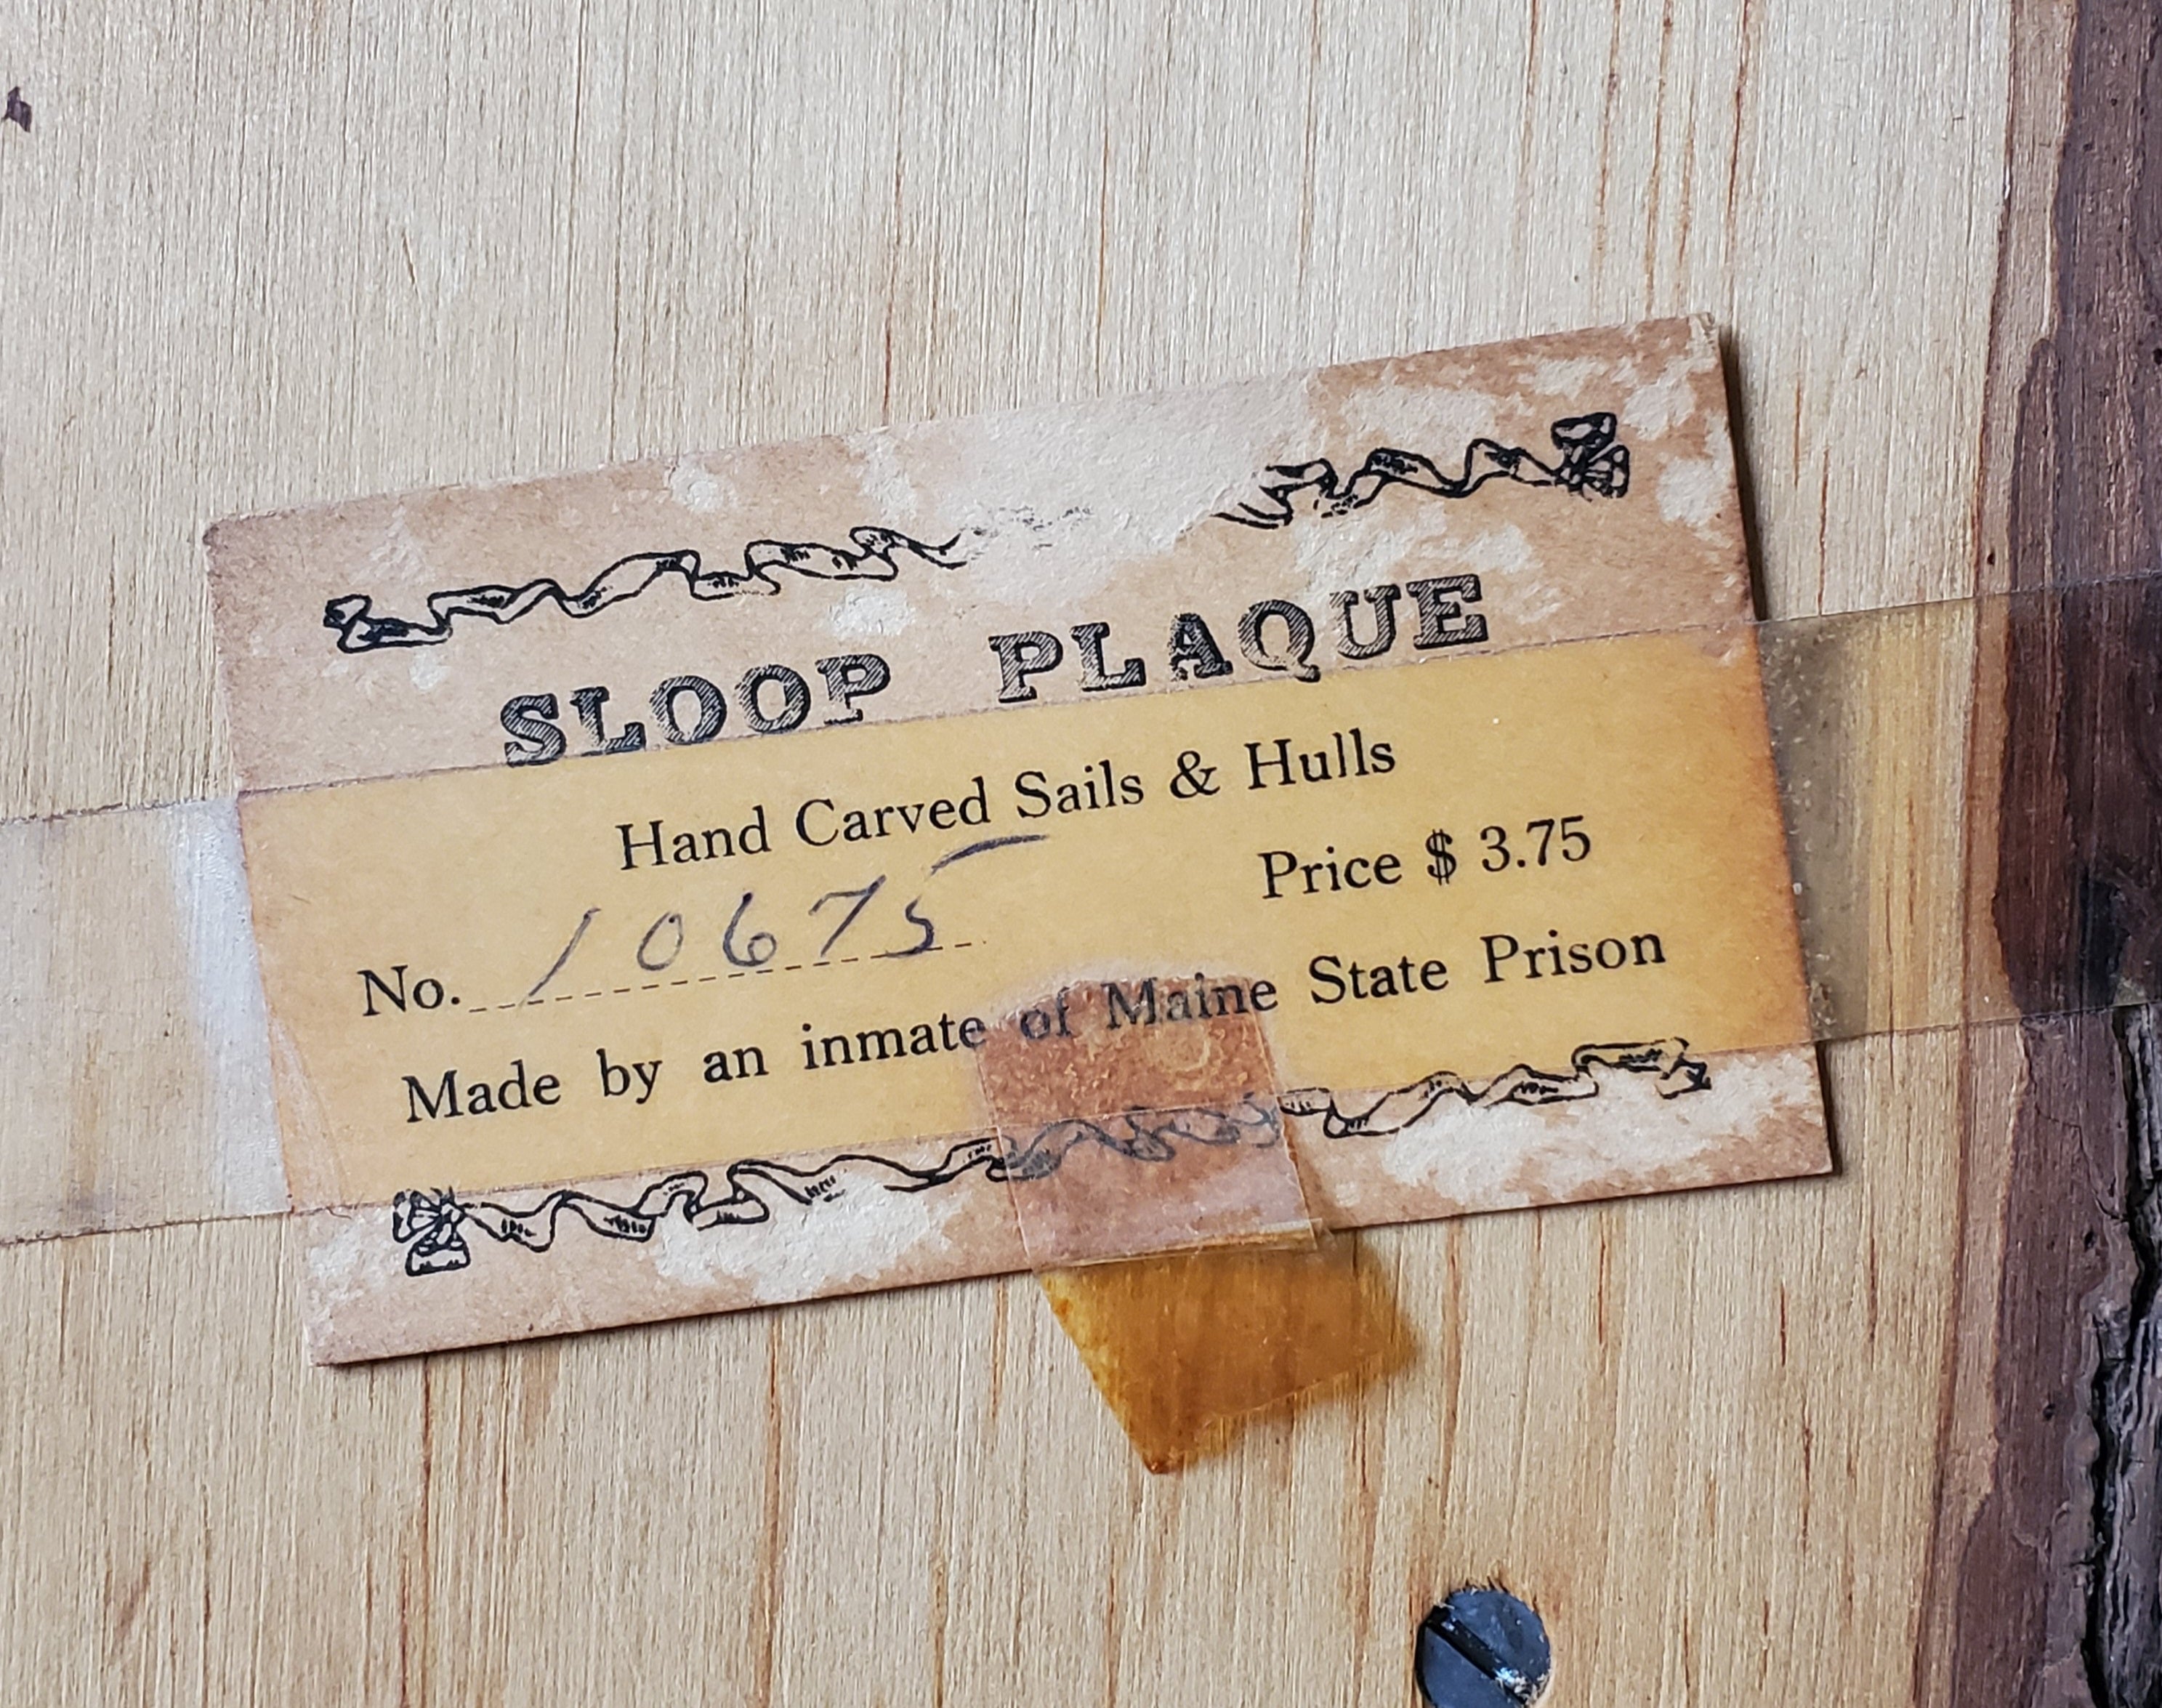 SLOOP PLAQUE
Hand Carved Sails & Hulls
No. 10675 Price $ 3.75
Made by an inmate of Maine State Prison